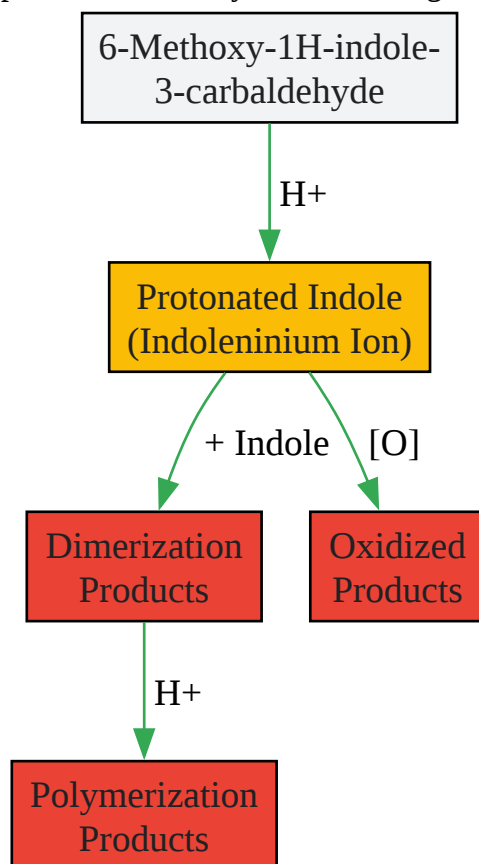 6-Methoxy-1H-indole-
3-carbaldehyde
H+
Protonated Indole
(Indoleninium Ion)
+ Indole
[O]
Dimerization
Products
Oxidized
Products
H+
Polymerization
Products